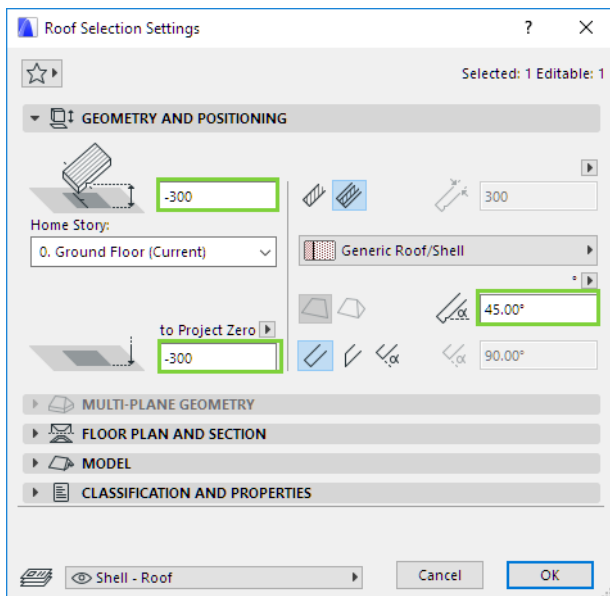 Roof Selection Settings
?
Selected: 1 Editable: 1
GEOMETRY AND POSITIONING
-300
300
Home Story:
0. Ground Floor (Current)
Generic Roof/Shell
°
α
45.00°
to Project Zero
-300
α
α
90.00°
MULTI-PLANE GEOMETRY
FLOOR PLAN AND SECTION
MODEL
CLASSIFICATION AND PROPERTIES
Shell - Roof
Cancel
OK